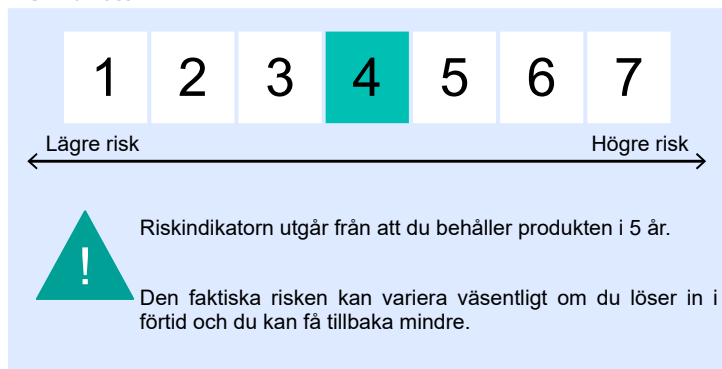 1 2 3 4 5 6 7
Lägre risk Högre risk
Riskindikatorn utgår från att du behåller produkten i 5 år.
!
Den faktiska risken kan variera väsentligt om du löser in i
förtid och du kan få tillbaka mindre.